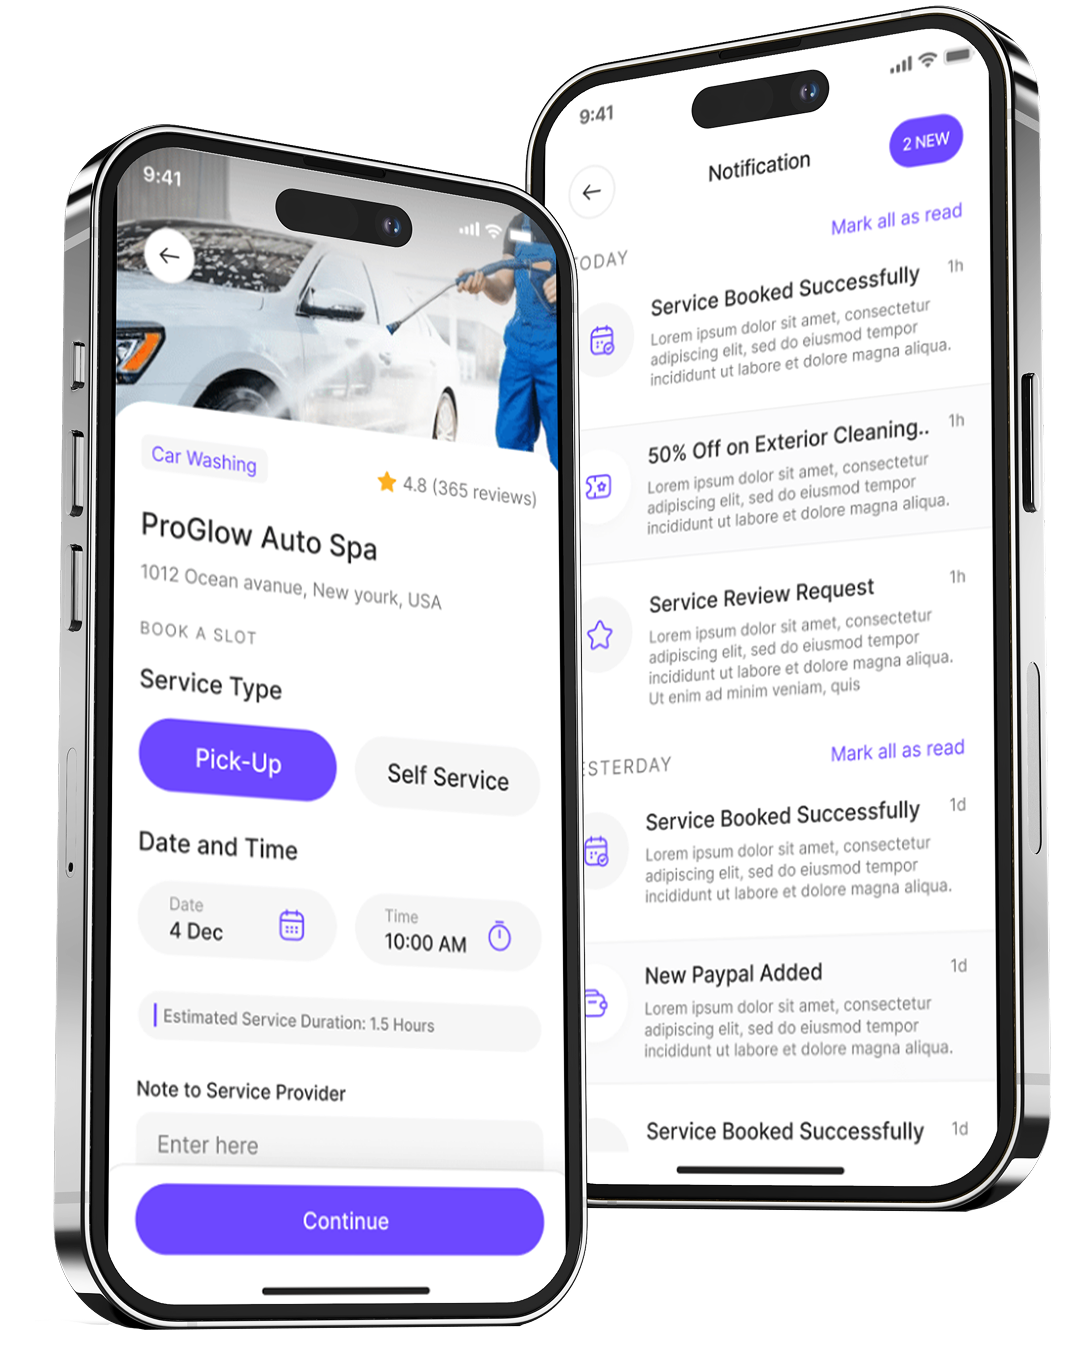 9:41
Car Washing
4.8 (365 reviews)
ProGlow Auto Spa
1012 Ocean avanue, New yourk, USA
BOOK A SLOT
Service Type
Pick-Up
Self Service
Date and Time
Date
4 Dec
Time
10:00 AM
Estimated Service Duration: 1.5 Hours
Note to Service Provider
Enter here
Continue
9:41
Notification
2 NEW
Mark all as read
TODAY
Service Booked Successfully
1h
Lorem ipsum dolor sit amet, consectetur
adipiscing elit, sed do eiusmod tempor
incididunt ut labore et dolore magna aliqua.
50% Off on Exterior Cleaning..
1h
Lorem ipsum dolor sit amet, consectetur
adipiscing elit, sed do eiusmod tempor
incididunt ut labore et dolore magna aliqua.
Service Review Request
1h
Lorem ipsum dolor sit amet, consectetur
adipiscing elit, sed do eiusmod tempor
incididunt ut labore et dolore magna aliqua.
Ut enim ad minim veniam, quis
ESTERDAY
Mark all as read
Service Booked Successfully
1d
Lorem ipsum dolor sit amet, consectetur
adipiscing elit, sed do eiusmod tempor
incididunt ut labore et dolore magna aliqua.
New Paypal Added
1d
Lorem ipsum dolor sit amet, consectetur
adipiscing elit, sed do eiusmod tempor
incididunt ut labore et dolore magna aliqua.
Service Booked Successfully
1d